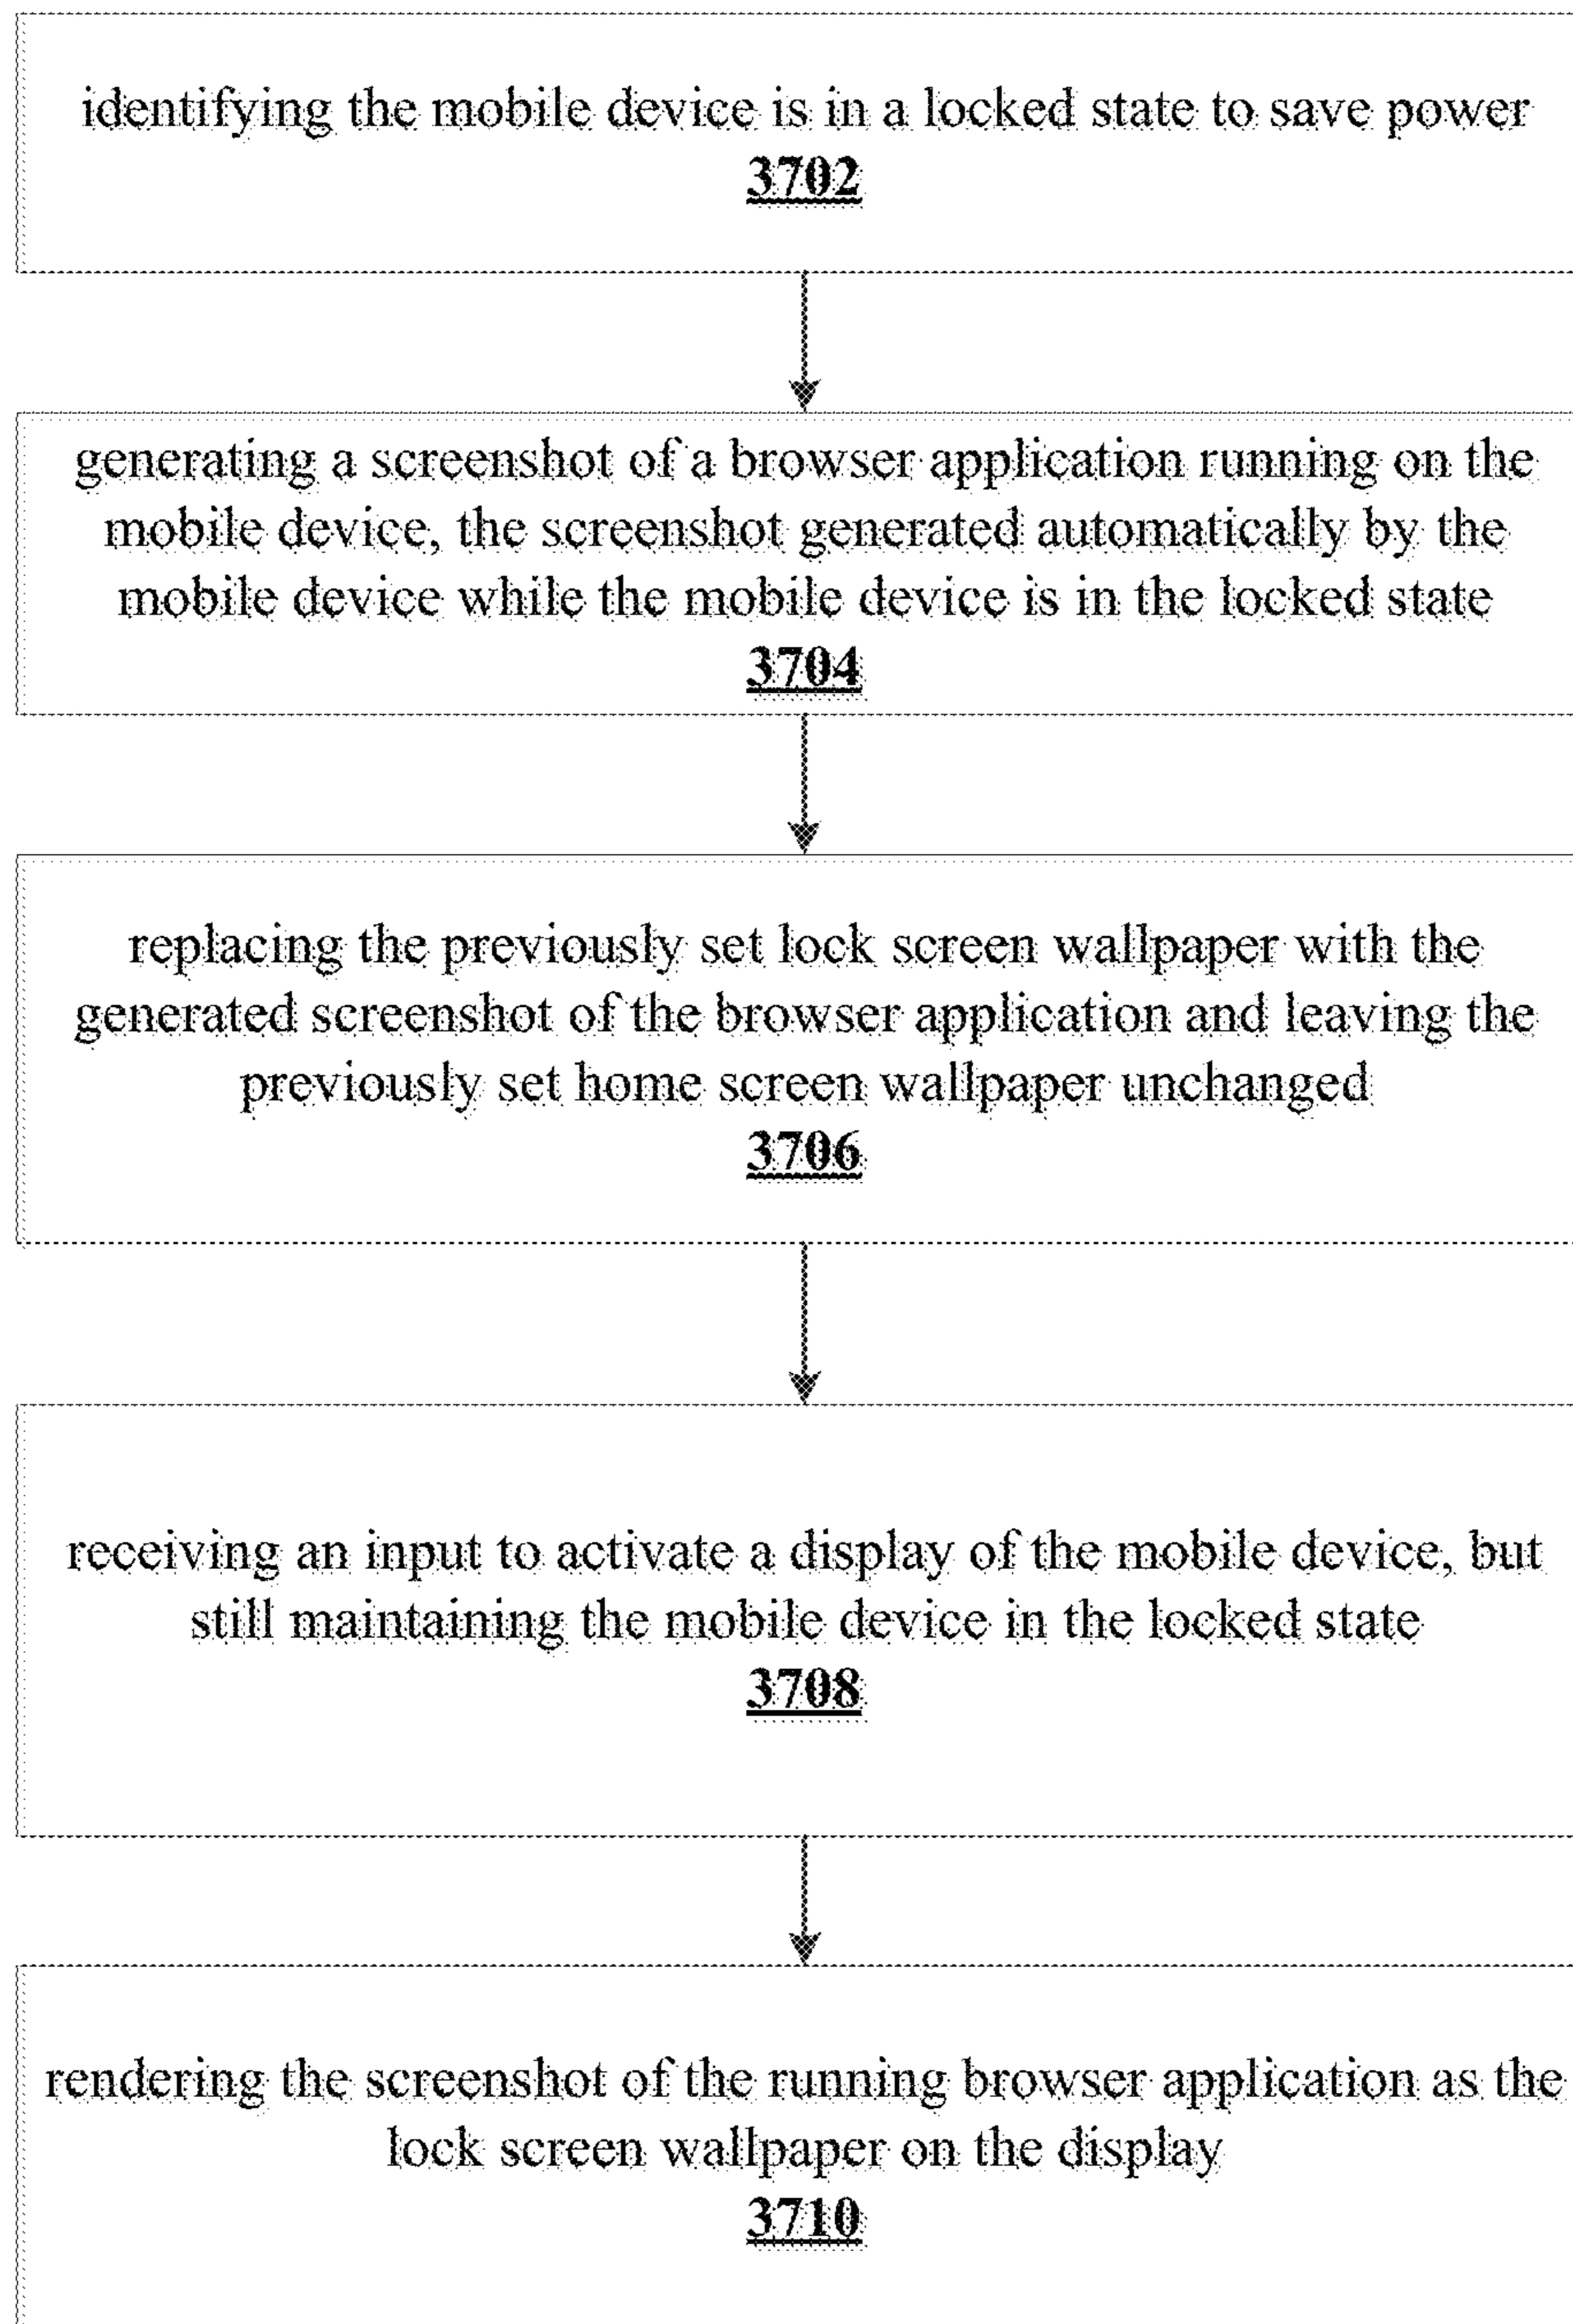 identifying the mobile device is in a locked state to save power
3702
generating a screenshot of a browser application running on the
mobile device, the screenshot generated automatically by the
mobile device while the mobile device is in the locked state
3704
replacing the previously set lock screen wallpaper with the
generated screenshot of the browser application and leaving the
previously set home screen wallpaper unchanged
3706
receiving an input to activate a display of the mobile device, but
still maintaining the mobile device in the locked state
3708
rendering the screenshot of the running browser application as the
lock screen wallpaper on the display
3710